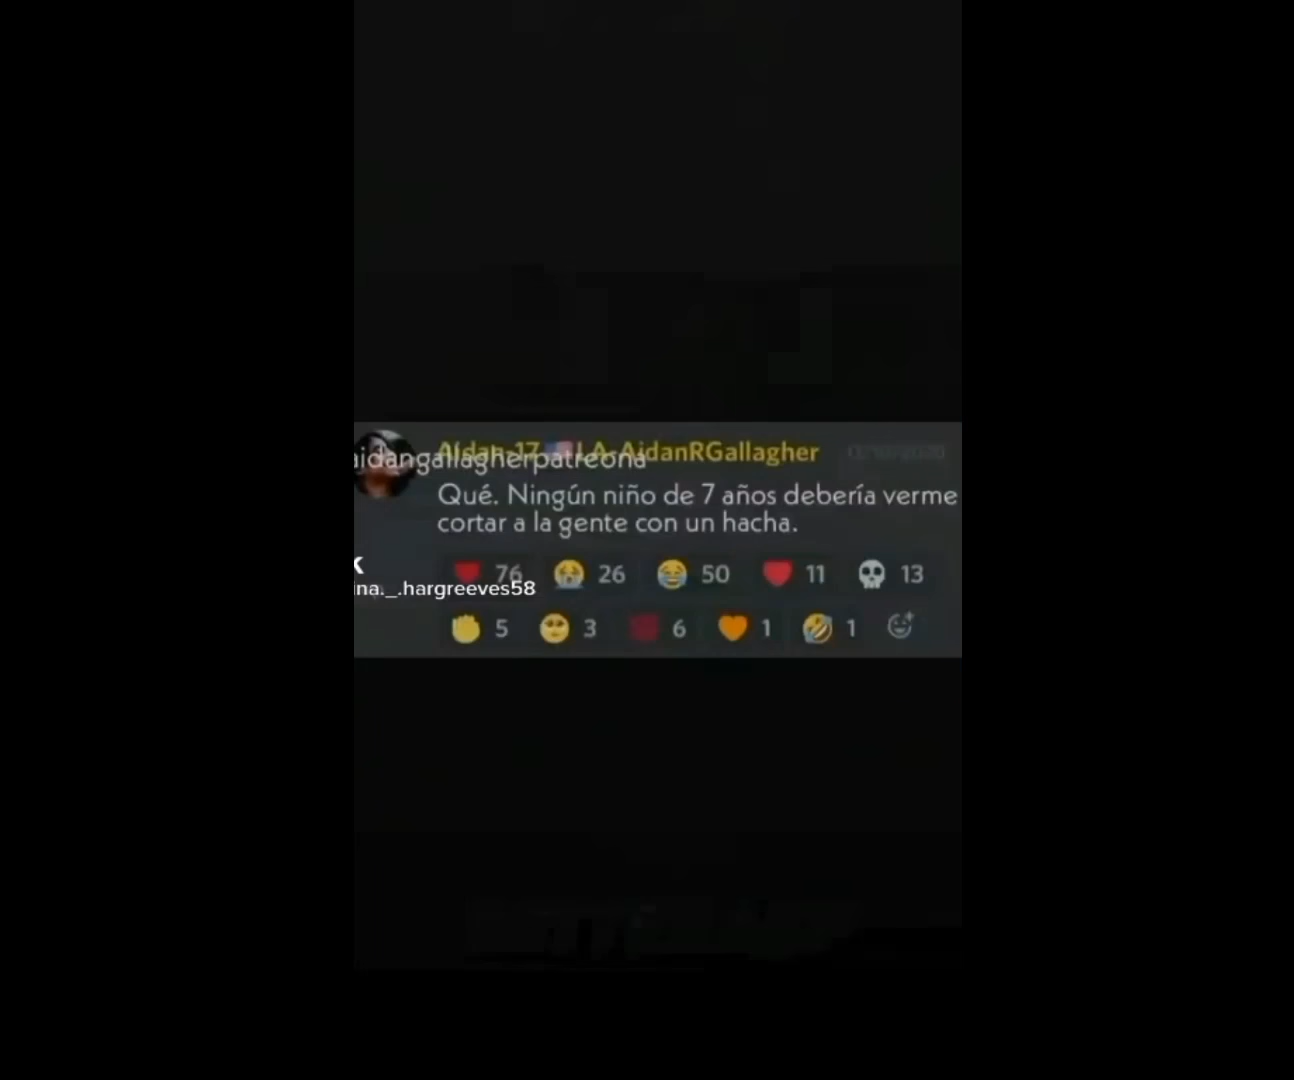 Aidan-17 🇺🇸LA-AidanRGallagher
aidangallagherpatreona
Qué. Ningún niño de 7 años debería verme
cortar a la gente con un hacha.
76 26 50 11 13
na._.hargreeves58
5 3 6 1 1